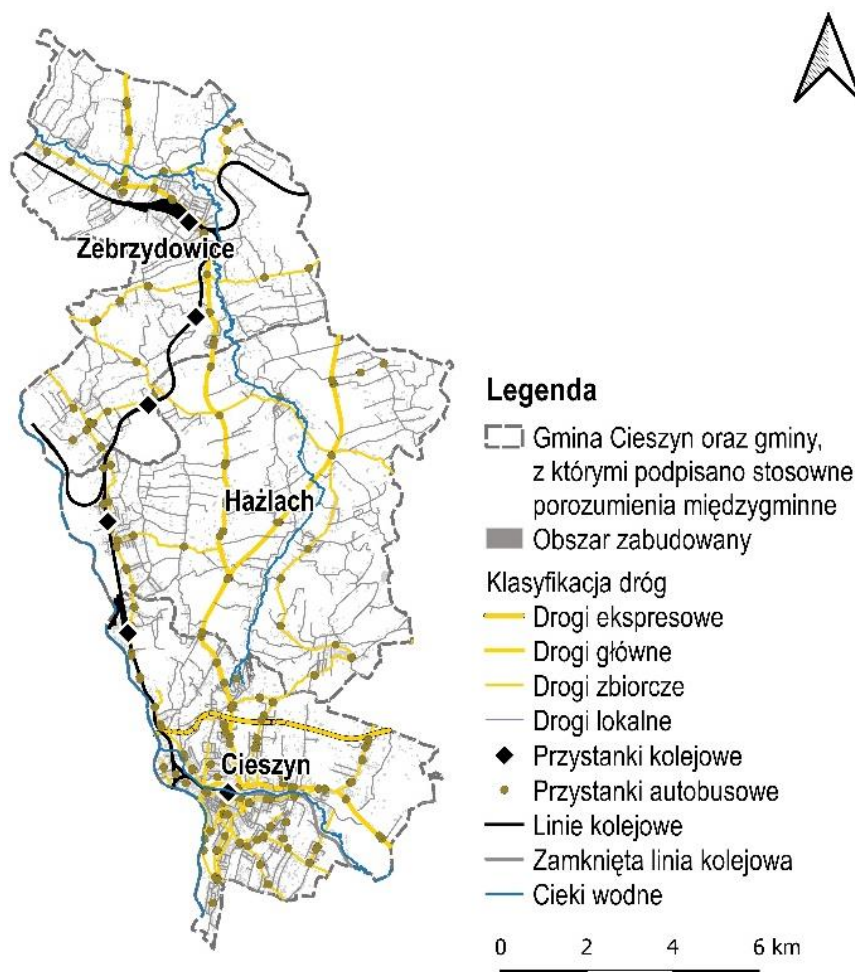 Zebrzydowice
Hażlach
Cieszyn
Legenda
Gmina Cieszyn oraz gminy,
z którymi podpisano stosowne
porozumienia międzygminne
Obszar zabudowany
Klasyfikacja dróg
Drogi ekspresowe
Drogi główne
Drogi zbiorcze
Drogi lokalne
Przystanki kolejowe
Przystanki autobusowe
Linie kolejowe
Zamknięta linia kolejowa
Cieki wodne
0 2 4 6 km